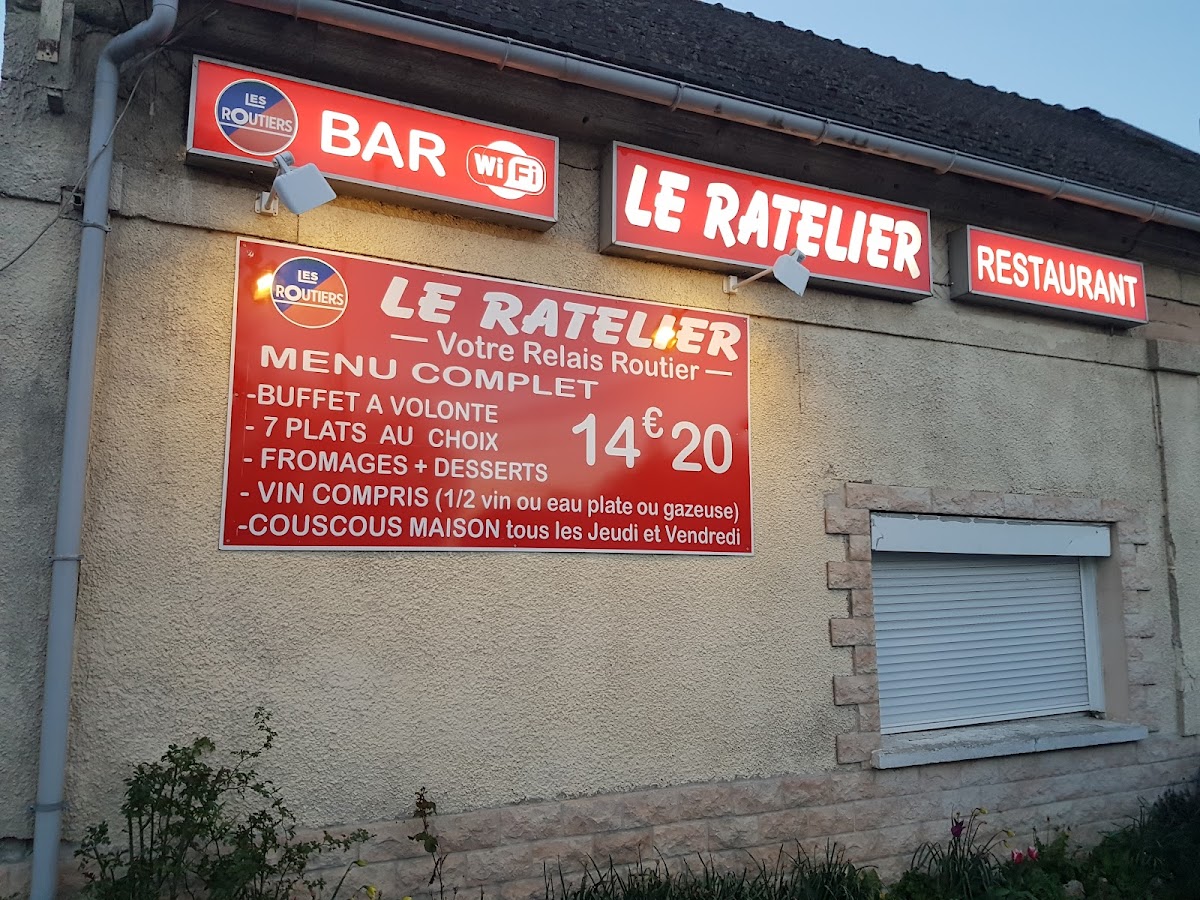 LES
ROUTIERS
BAR
WiFi
LE RATELIER
RESTAURANT
LES
ROUTIERS
LE RATELIER
— Votre Relais Routier —
MENU COMPLET
-BUFFET A VOLONTE
- 7 PLATS AU CHOIX
14€20
- FROMAGES + DESSERTS
- VIN COMPRIS (1/2 vin ou eau plate ou gazeuse)
-COUSCOUS MAISON tous les Jeudi et Vendredi